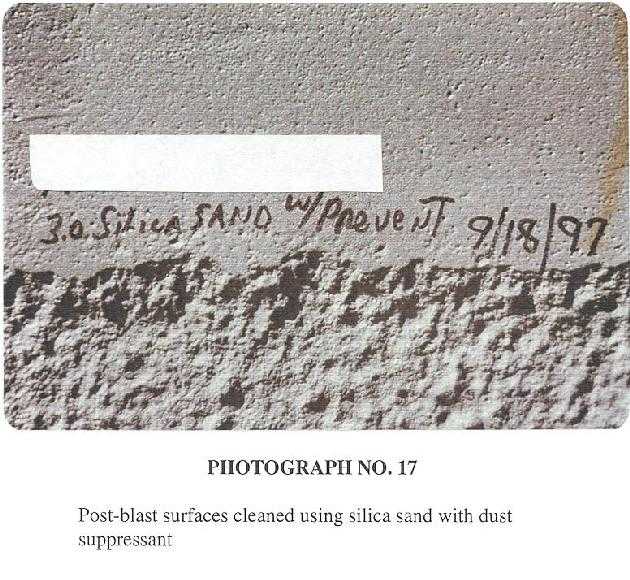 3.0. Silica SAND w/PreveNT 9/18/97
PHOTOGRAPH NO. 17
Post-blast surfaces cleaned using silica sand with dust
suppressant